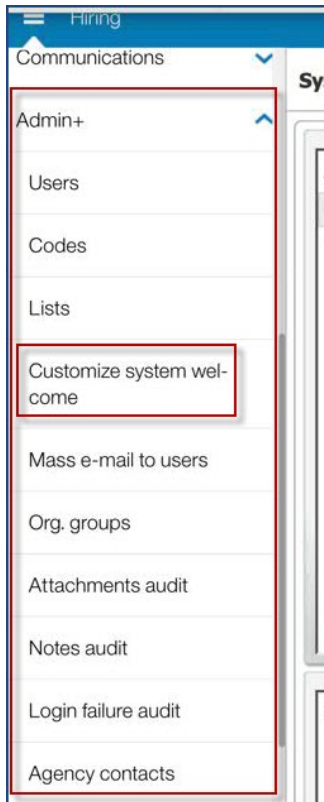 Hiring
Communications
Sy
Admin+
Users
Codes
Lists
Customize system wel-
come
Mass e-mail to users
Org. groups
Attachments audit
Notes audit
Login failure audit
Agency contacts